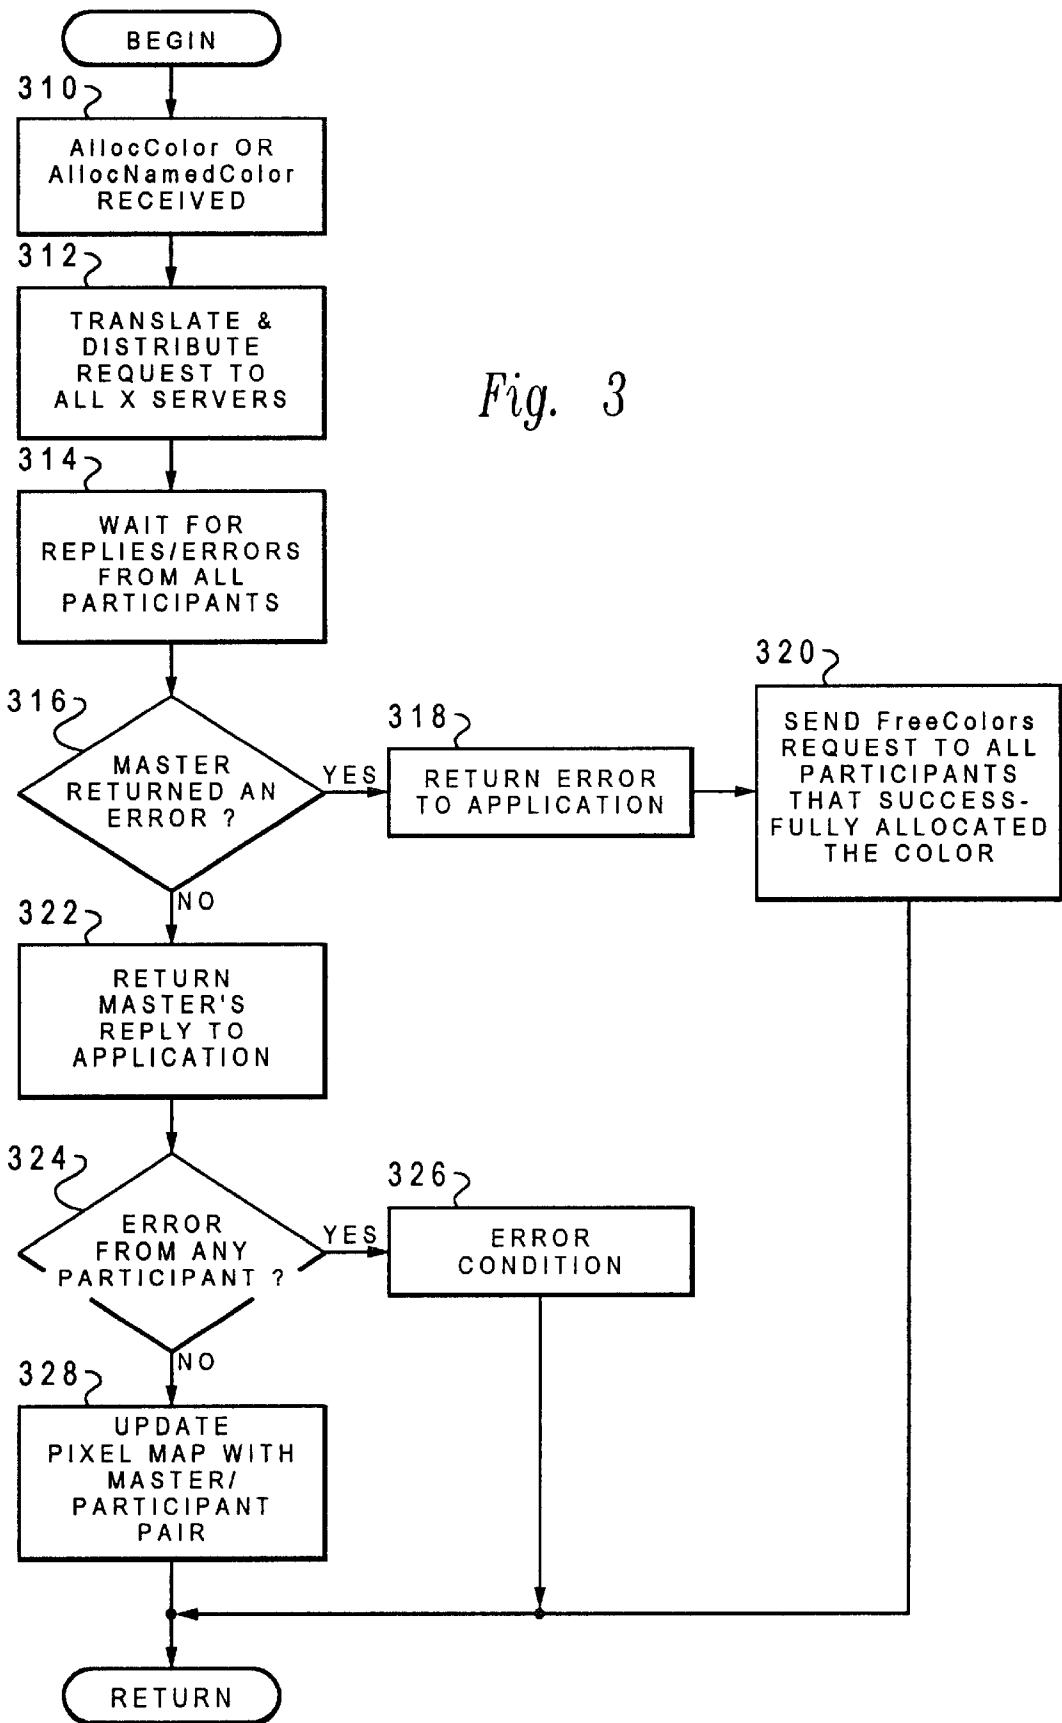 BEGIN
310
AllocColor OR
AllocNamedColor
RECEIVED
312
TRANSLATE &
DISTRIBUTE
REQUEST TO
ALL X SERVERS
Fig. 3
314
WAIT FOR
REPLIES/ERRORS
FROM ALL
PARTICIPANTS
316
MASTER
RETURNED AN
ERROR ?
YES
318
RETURN ERROR
TO APPLICATION
320
SEND FreeColors
REQUEST TO ALL
PARTICIPANTS
THAT SUCCESS-
FULLY ALLOCATED
THE COLOR
NO
322
RETURN
MASTER'S
REPLY TO
APPLICATION
324
ERROR
FROM ANY
PARTICIPANT ?
YES
326
ERROR
CONDITION
NO
328
UPDATE
PIXEL MAP WITH
MASTER/
PARTICIPANT
PAIR
RETURN